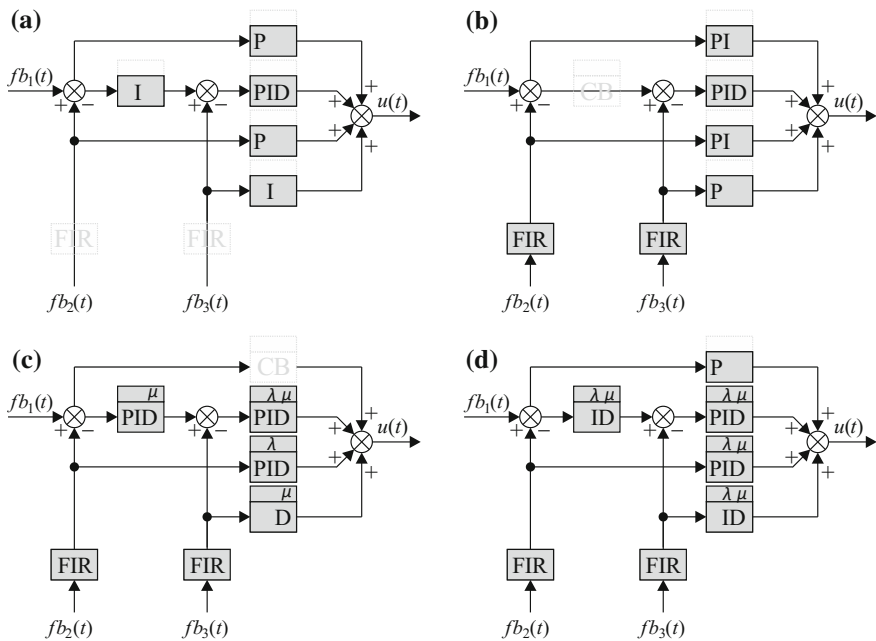 (a)
P
fb₁(t)
I
PID
u(t)
+
−
+
−
+
+
+
+
P
I
FIR
FIR
fb₂(t)
fb₃(t)
(b)
PI
fb₁(t)
CB
PID
u(t)
+
−
+
−
+
+
+
+
PI
P
FIR
FIR
fb₂(t)
fb₃(t)
(c)
CB
fb₁(t)
μ
PID
λ μ
PID
u(t)
+
−
+
−
+
+
+
+
λ
PID
μ
D
FIR
FIR
fb₂(t)
fb₃(t)
(d)
P
fb₁(t)
λ μ
ID
λ μ
PID
u(t)
+
−
+
−
+
+
+
+
λ μ
PID
λ μ
ID
FIR
FIR
fb₂(t)
fb₃(t)